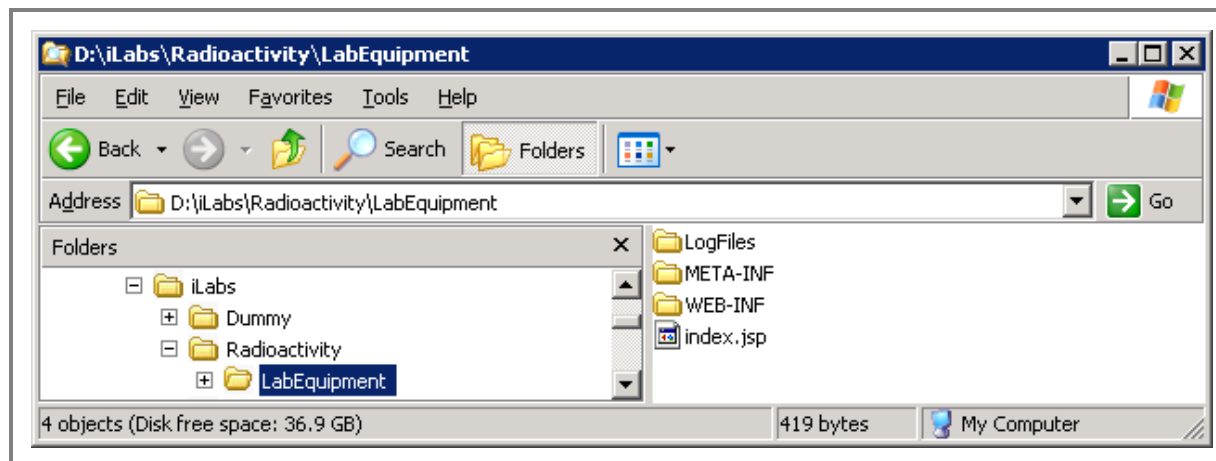 D:\iLabs\Radioactivity\LabEquipment
File Edit View Favorites Tools Help
Back Search Folders
Address D:\iLabs\Radioactivity\LabEquipment Go
Folders
iLabs
Dummy
Radioactivity
LabEquipment
LogFiles
META-INF
WEB-INF
index.jsp
4 objects (Disk free space: 36.9 GB) 419 bytes My Computer